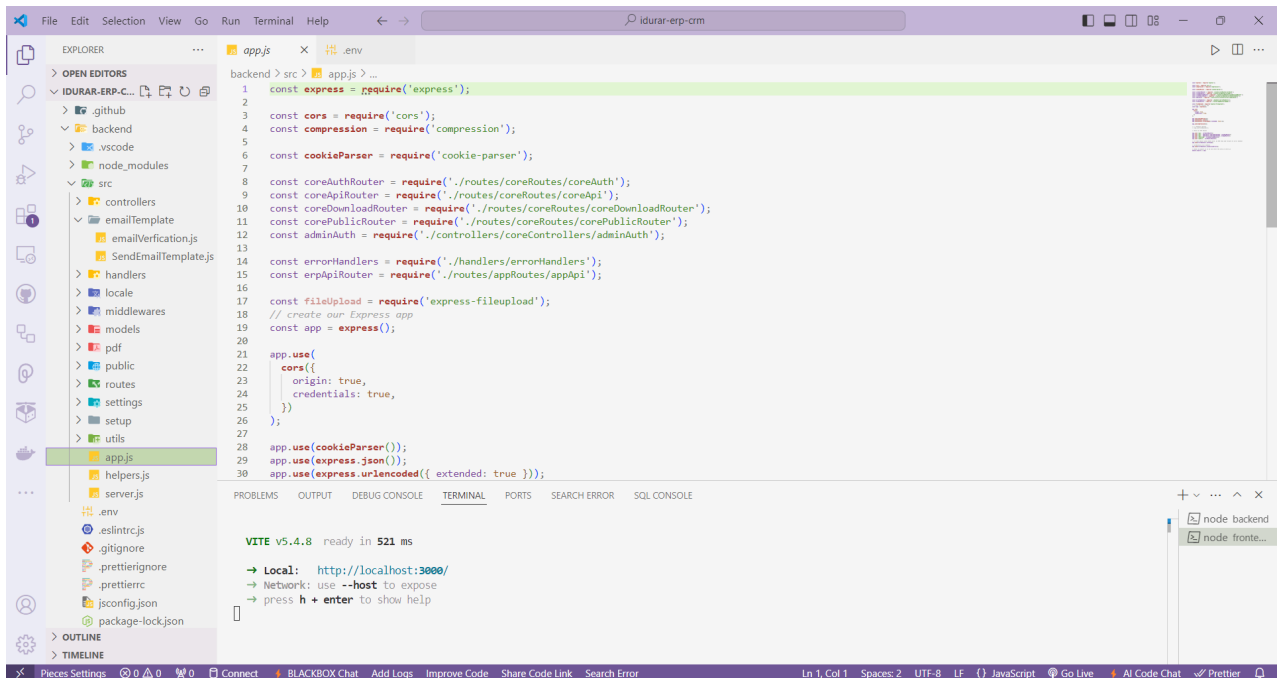 File Edit Selection View Go Run Terminal Help
idurar-erp-crm
EXPLORER
OPEN EDITORS
IDURAR-ERP-C...
.github
backend
.vscode
node_modules
src
controllers
emailTemplate
emailVerfication.js
SendEmailTemplate.js
handlers
locale
middlewares
models
pdf
public
routes
settings
setup
utils
app.js
helpers.js
server.js
.env
.eslintrc.js
.gitignore
.prettierignore
.prettierrc
jsconfig.json
package-lock.json
OUTLINE
TIMELINE
1
app.js .env
backend > src > app.js > ...
1 const express = require('express');
2
3 const cors = require('cors');
4 const compression = require('compression');
5
6 const cookieParser = require('cookie-parser');
7
8 const coreAuthRouter = require('./routes/coreRoutes/coreAuth');
9 const coreApiRouter = require('./routes/coreRoutes/coreApi');
10 const coreDownloadRouter = require('./routes/coreRoutes/coreDownloadRouter');
11 const corePublicRouter = require('./routes/coreRoutes/corePublicRouter');
12 const adminAuth = require('./controllers/coreControllers/adminAuth');
13
14 const errorHandlers = require('./handlers/errorHandlers');
15 const erpApiRouter = require('./routes/appRoutes/appApi');
16
17 const fileUpload = require('express-fileupload');
18 // create our Express app
19 const app = express();
20
21 app.use(
22 cors({
23 origin: true,
24 credentials: true,
25 })
26 );
27
28 app.use(cookieParser());
29 app.use(express.json());
30 app.use(express.urlencoded({ extended: true }));
PROBLEMS OUTPUT DEBUG CONSOLE TERMINAL PORTS SEARCH ERROR SQL CONSOLE
VITE v5.4.8 ready in 521 ms
➜ Local: http://localhost:3000/
➜ Network: use --host to expose
➜ press h + enter to show help
node backend
node fronte...
Pieces Settings 0 0 0 Connect BLACKBOX Chat Add Logs Improve Code Share Code Link Search Error Ln 1, Col 1 Spaces: 2 UTF-8 LF {} JavaScript Go Live AI Code Chat Prettier